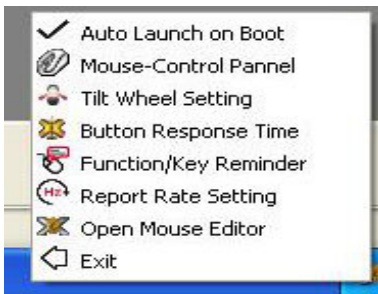 Auto Launch on Boot
Mouse-Control Pannel
Tilt Wheel Setting
Button Response Time
Function/Key Reminder
Hz
Report Rate Setting
Open Mouse Editor
Exit